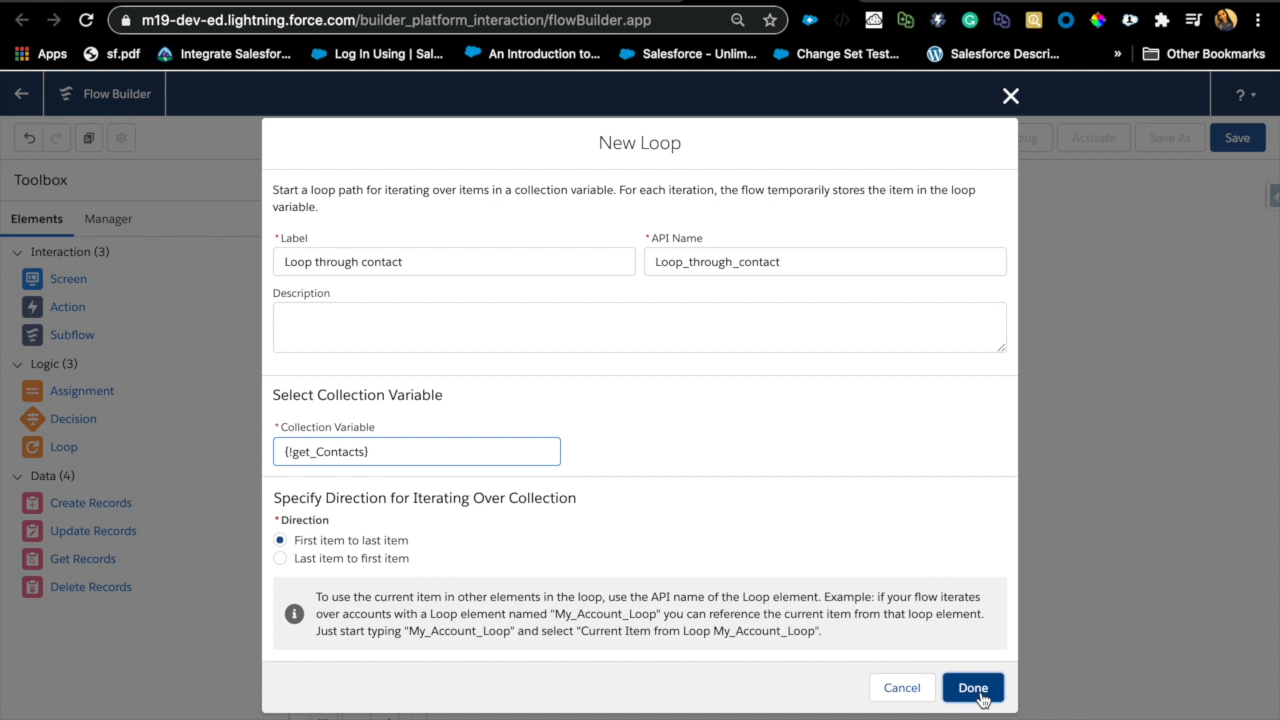 m19-dev-ed.lightning.force.com/builder_platform_interaction/flowBuilder.app
Apps sf.pdf Integrate Salesfor... Log In Using | Sal... An Introduction to... Salesforce - Unlim... Change Set Test... Salesforce Descri... » Other Bookmarks
Flow Builder
?
New Loop
bug Activate Save As Save
Toolbox
Elements Manager
Interaction (3)
Screen
Action
Subflow
Logic (3)
Assignment
Decision
Loop
Data (4)
Create Records
Update Records
Get Records
Delete Records
Start a loop path for iterating over items in a collection variable. For each iteration, the flow temporarily stores the item in the loop
variable.
*Label *API Name
Loop through contact Loop_through_contact
Description
Select Collection Variable
*Collection Variable
{!get_Contacts}
Specify Direction for Iterating Over Collection
*Direction
First item to last item
Last item to first item
To use the current item in other elements in the loop, use the API name of the Loop element. Example: if your flow iterates
over accounts with a Loop element named "My_Account_Loop" you can reference the current item from that loop element.
Just start typing "My_Account_Loop" and select "Current Item from Loop My_Account_Loop".
Cancel Done